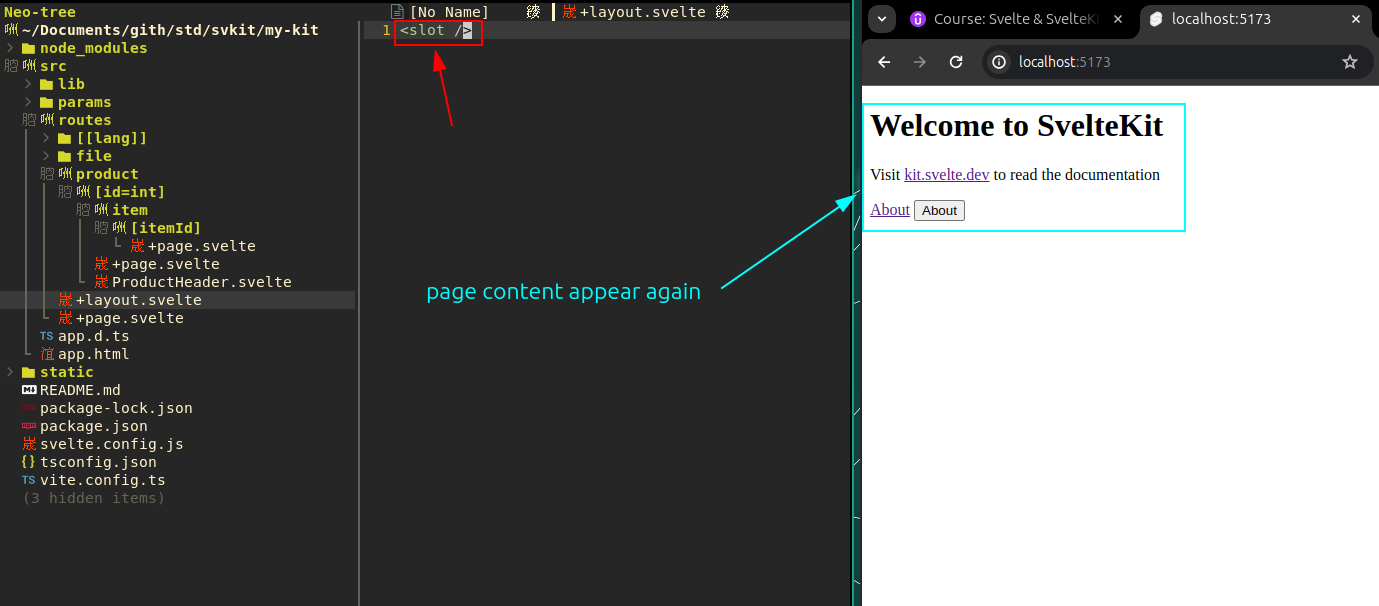 Neo-tree
~/Documents/gith/std/svkit/my-kit
node_modules
src
lib
params
routes
[[lang]]
file
product
[id=int]
item
[itemId]
+page.svelte
+page.svelte
ProductHeader.svelte
+layout.svelte
+page.svelte
TS app.d.ts
app.html
static
README.md
package-lock.json
package.json
svelte.config.js
{} tsconfig.json
TS vite.config.ts
(3 hidden items)
[No Name] +layout.svelte
1 <slot />
page content appear again
Course: Svelte & SvelteKi
localhost:5173
localhost:5173
Welcome to SvelteKit
Visit kit.svelte.dev to read the documentation
About About